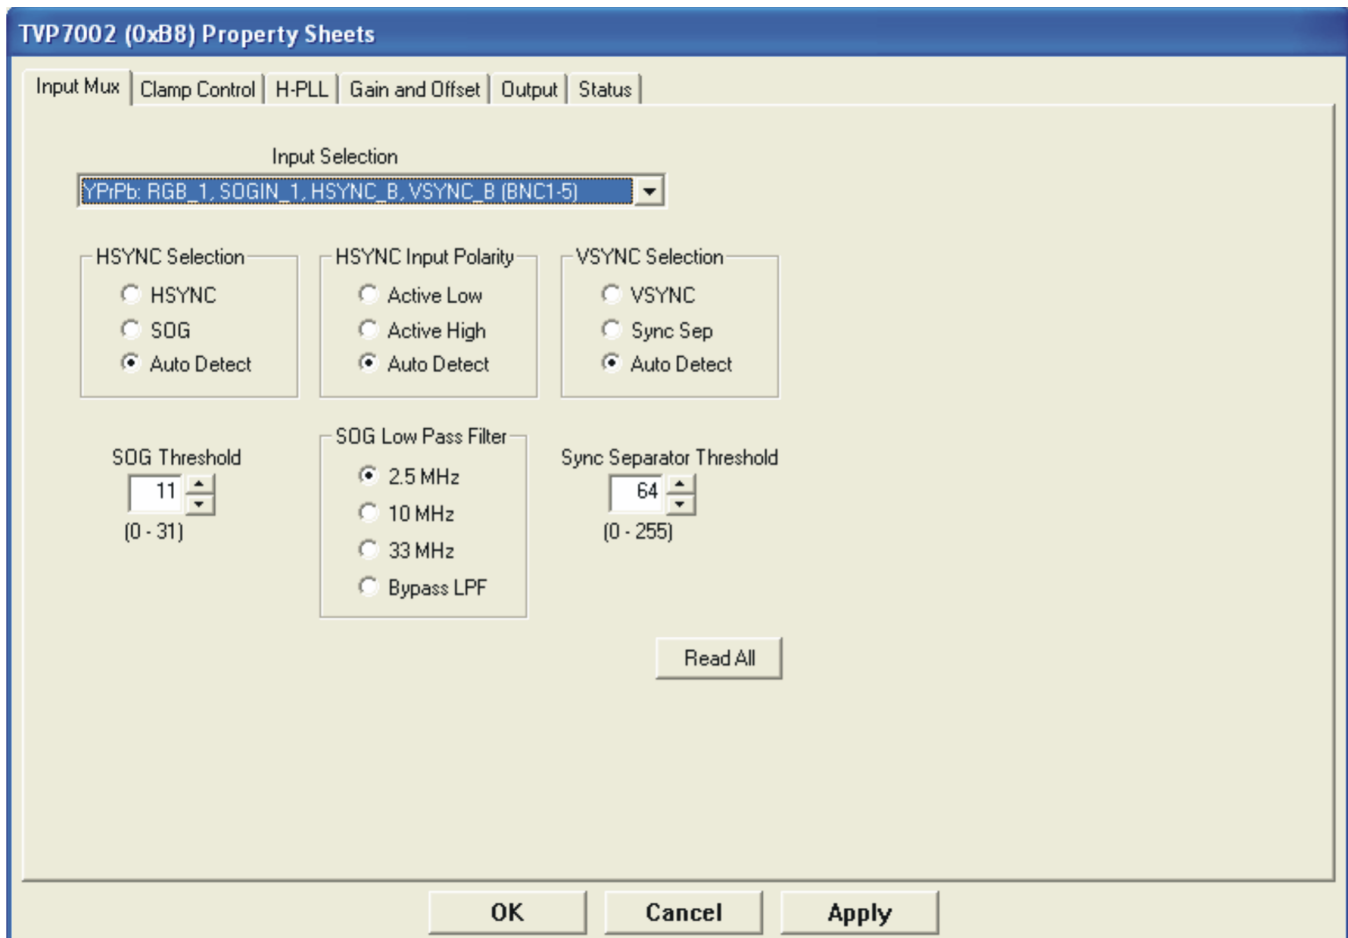 TVP7002 (0xB8) Property Sheets
Input Mux Clamp Control H-PLL Gain and Offset Output Status
Input Selection
YPrPb: RGB_1, SOGIN_1, HSYNC_B, VSYNC_B (BNC1-5)
HSYNC Selection
HSYNC
SOG
Auto Detect
HSYNC Input Polarity
Active Low
Active High
Auto Detect
VSYNC Selection
VSYNC
Sync Sep
Auto Detect
SOG Threshold
11
(0 - 31)
SOG Low Pass Filter
2.5 MHz
10 MHz
33 MHz
Bypass LPF
Sync Separator Threshold
64
(0 - 255)
Read All
OK Cancel Apply